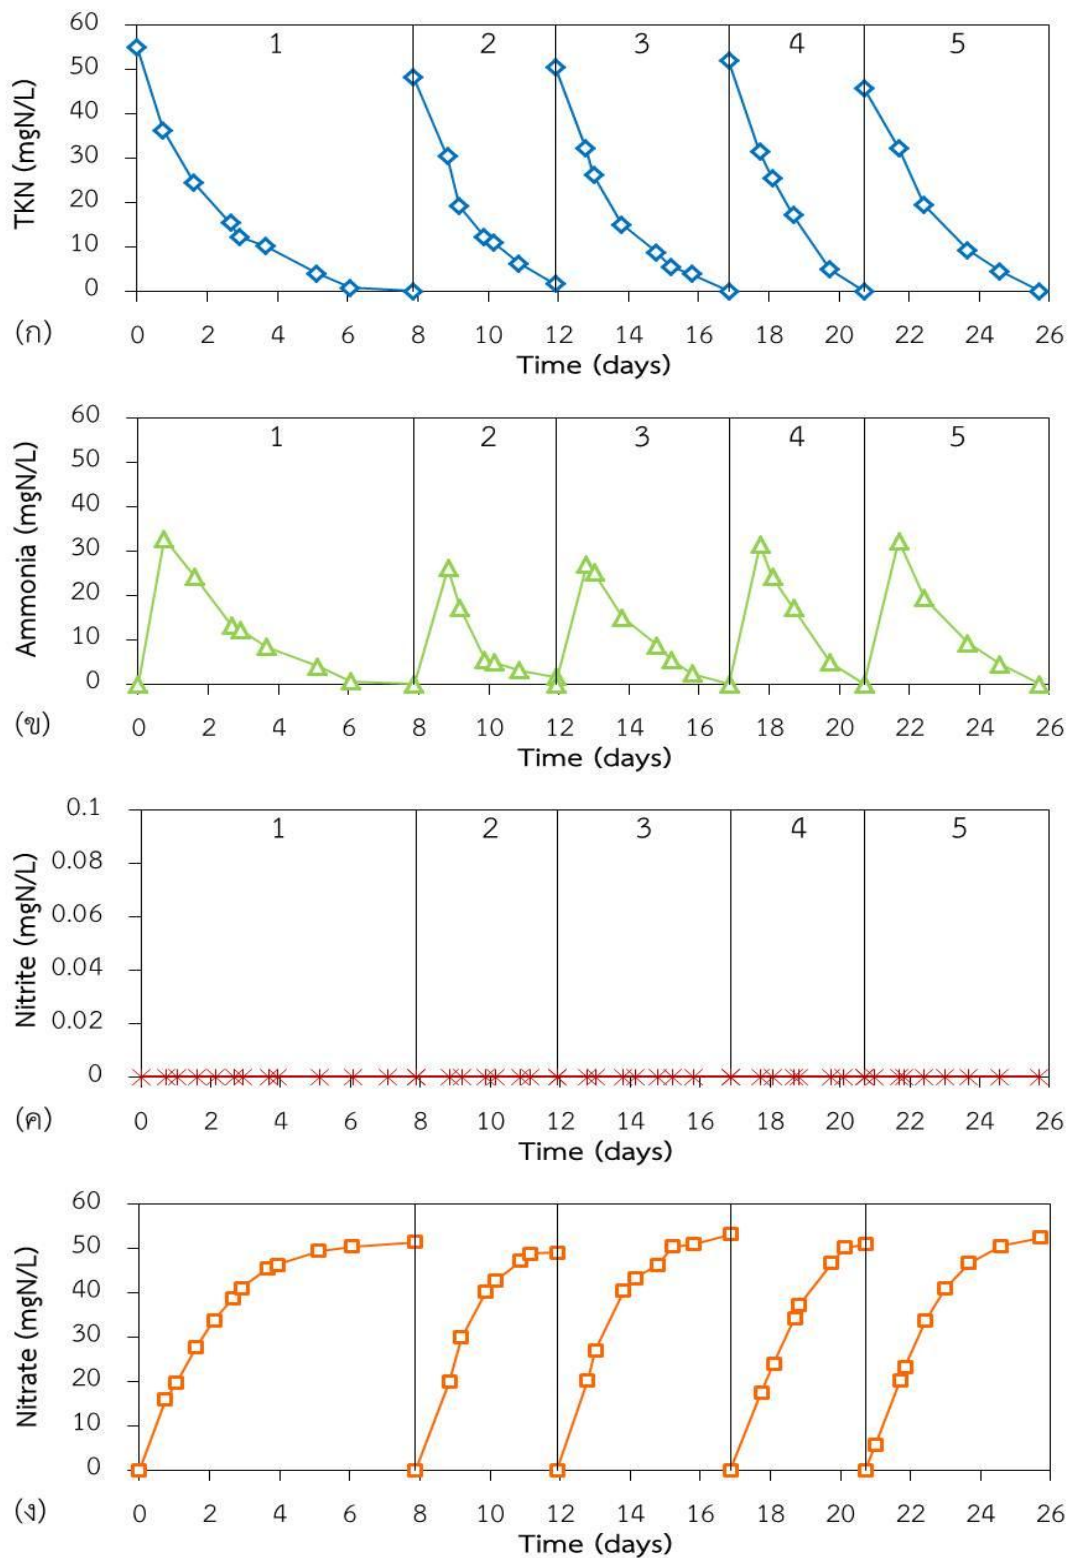 60
1 2 3 4 5
50
40
30
20
10
0
TKN (mgN/L)
0 2 4 6 8 10 12 14 16 18 20 22 24 26
(ก)
Time (days)
60
1 2 3 4 5
50
40
30
20
10
0
Ammonia (mgN/L)
0 2 4 6 8 10 12 14 16 18 20 22 24 26
(ข)
Time (days)
0.1
1 2 3 4 5
0.08
0.06
0.04
0.02
0
Nitrite (mgN/L)
0 2 4 6 8 10 12 14 16 18 20 22 24 26
(ค)
Time (days)
60
50
40
30
20
10
0
Nitrate (mgN/L)
0 2 4 6 8 10 12 14 16 18 20 22 24 26
(ง)
Time (days)